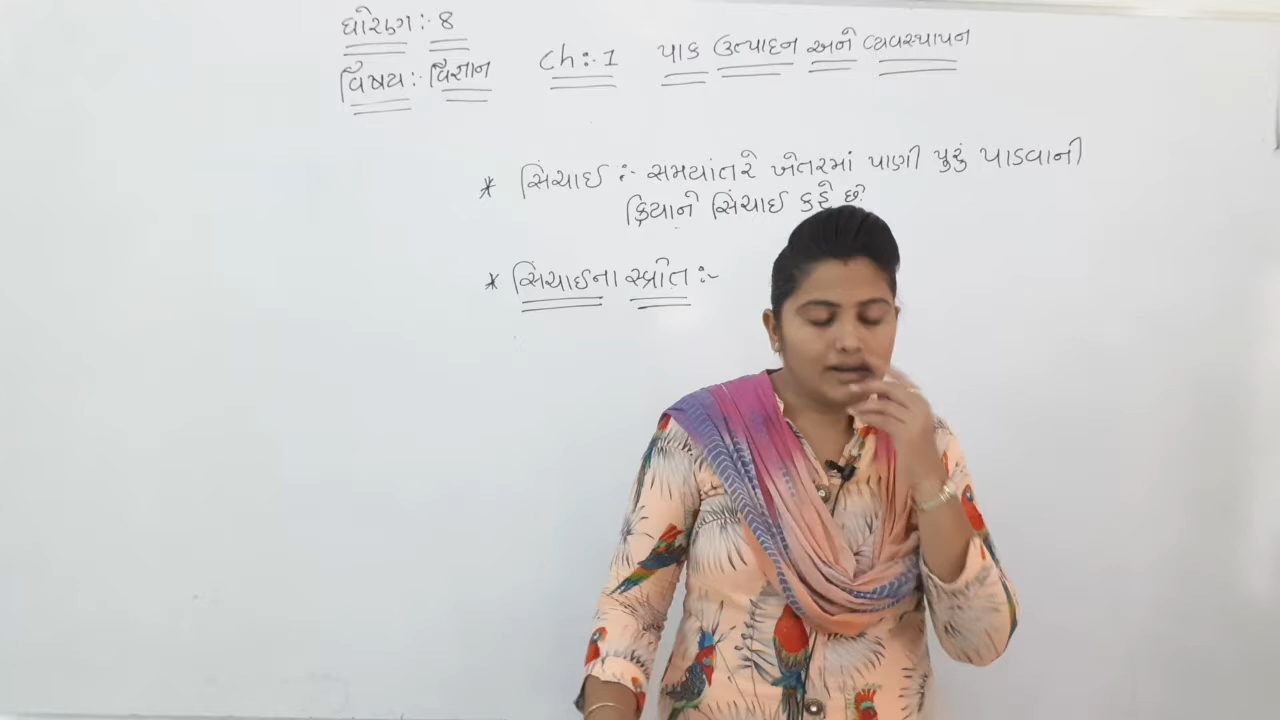 ધોરણ :- 8
વિષય :- વિજ્ઞાન
Ch :- 1 પાક ઉત્પાદન અને વ્યવસ્થાપન
* સિંચાઈ :- સમયાંતરે ખેતરમાં પાણી પુરું પાડવાની
ક્રિયાને સિંચાઈ કહે છે.
* સિંચાઈના સ્ત્રોત :-